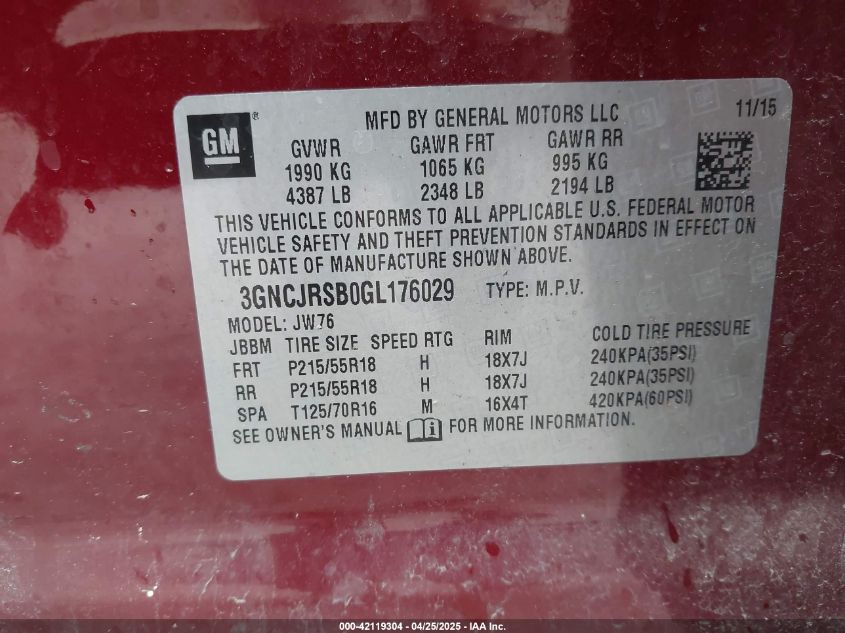 GM ® MFD BY GENERAL MOTORS LLC 11/15
GVWR GAWR FRT GAWR RR
1990 KG 1065 KG 995 KG
4387 LB 2348 LB 2194 LB
THIS VEHICLE CONFORMS TO ALL APPLICABLE U.S. FEDERAL MOTOR
VEHICLE SAFETY AND THEFT PREVENTION STANDARDS IN EFFECT ON
THE DATE OF MANUFACTURE SHOWN ABOVE.
3GNCJRSB0GL176029 TYPE: M.P.V.
MODEL: JW76
JBBM TIRE SIZE SPEED RTG RIM COLD TIRE PRESSURE
FRT P215/55R18 H 18X7J 240KPA(35PSI)
RR P215/55R18 H 18X7J 240KPA(35PSI)
SPA T125/70R16 M 16X4T 420KPA(60PSI)
SEE OWNER'S MANUAL FOR MORE INFORMATION.
000-42119304 - 04/25/2025 - IAA Inc.